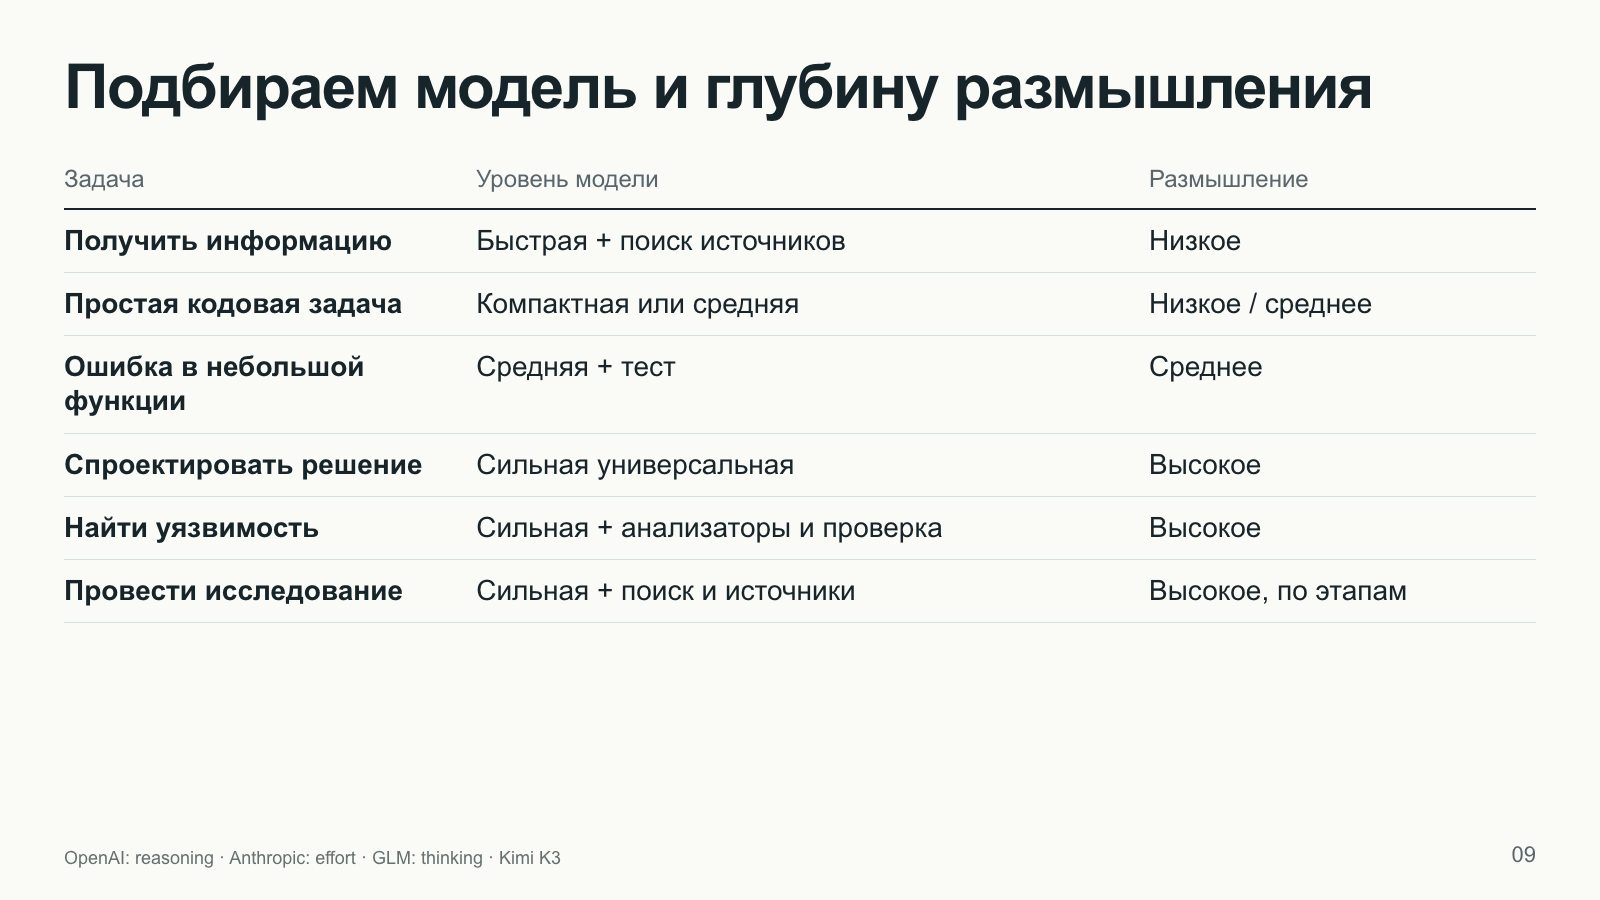 Подбираем модель и глубину размышления
Задача Уровень модели Размышление
Получить информацию Быстрая + поиск источников Низкое
Простая кодовая задача Компактная или средняя Низкое / среднее
Ошибка в небольшой Средняя + тест Среднее
функции
Спроектировать решение Сильная универсальная Высокое
Найти уязвимость Сильная + анализаторы и проверка Высокое
Провести исследование Сильная + поиск и источники Высокое, по этапам
OpenAI: reasoning · Anthropic: effort · GLM: thinking · Kimi K3 09